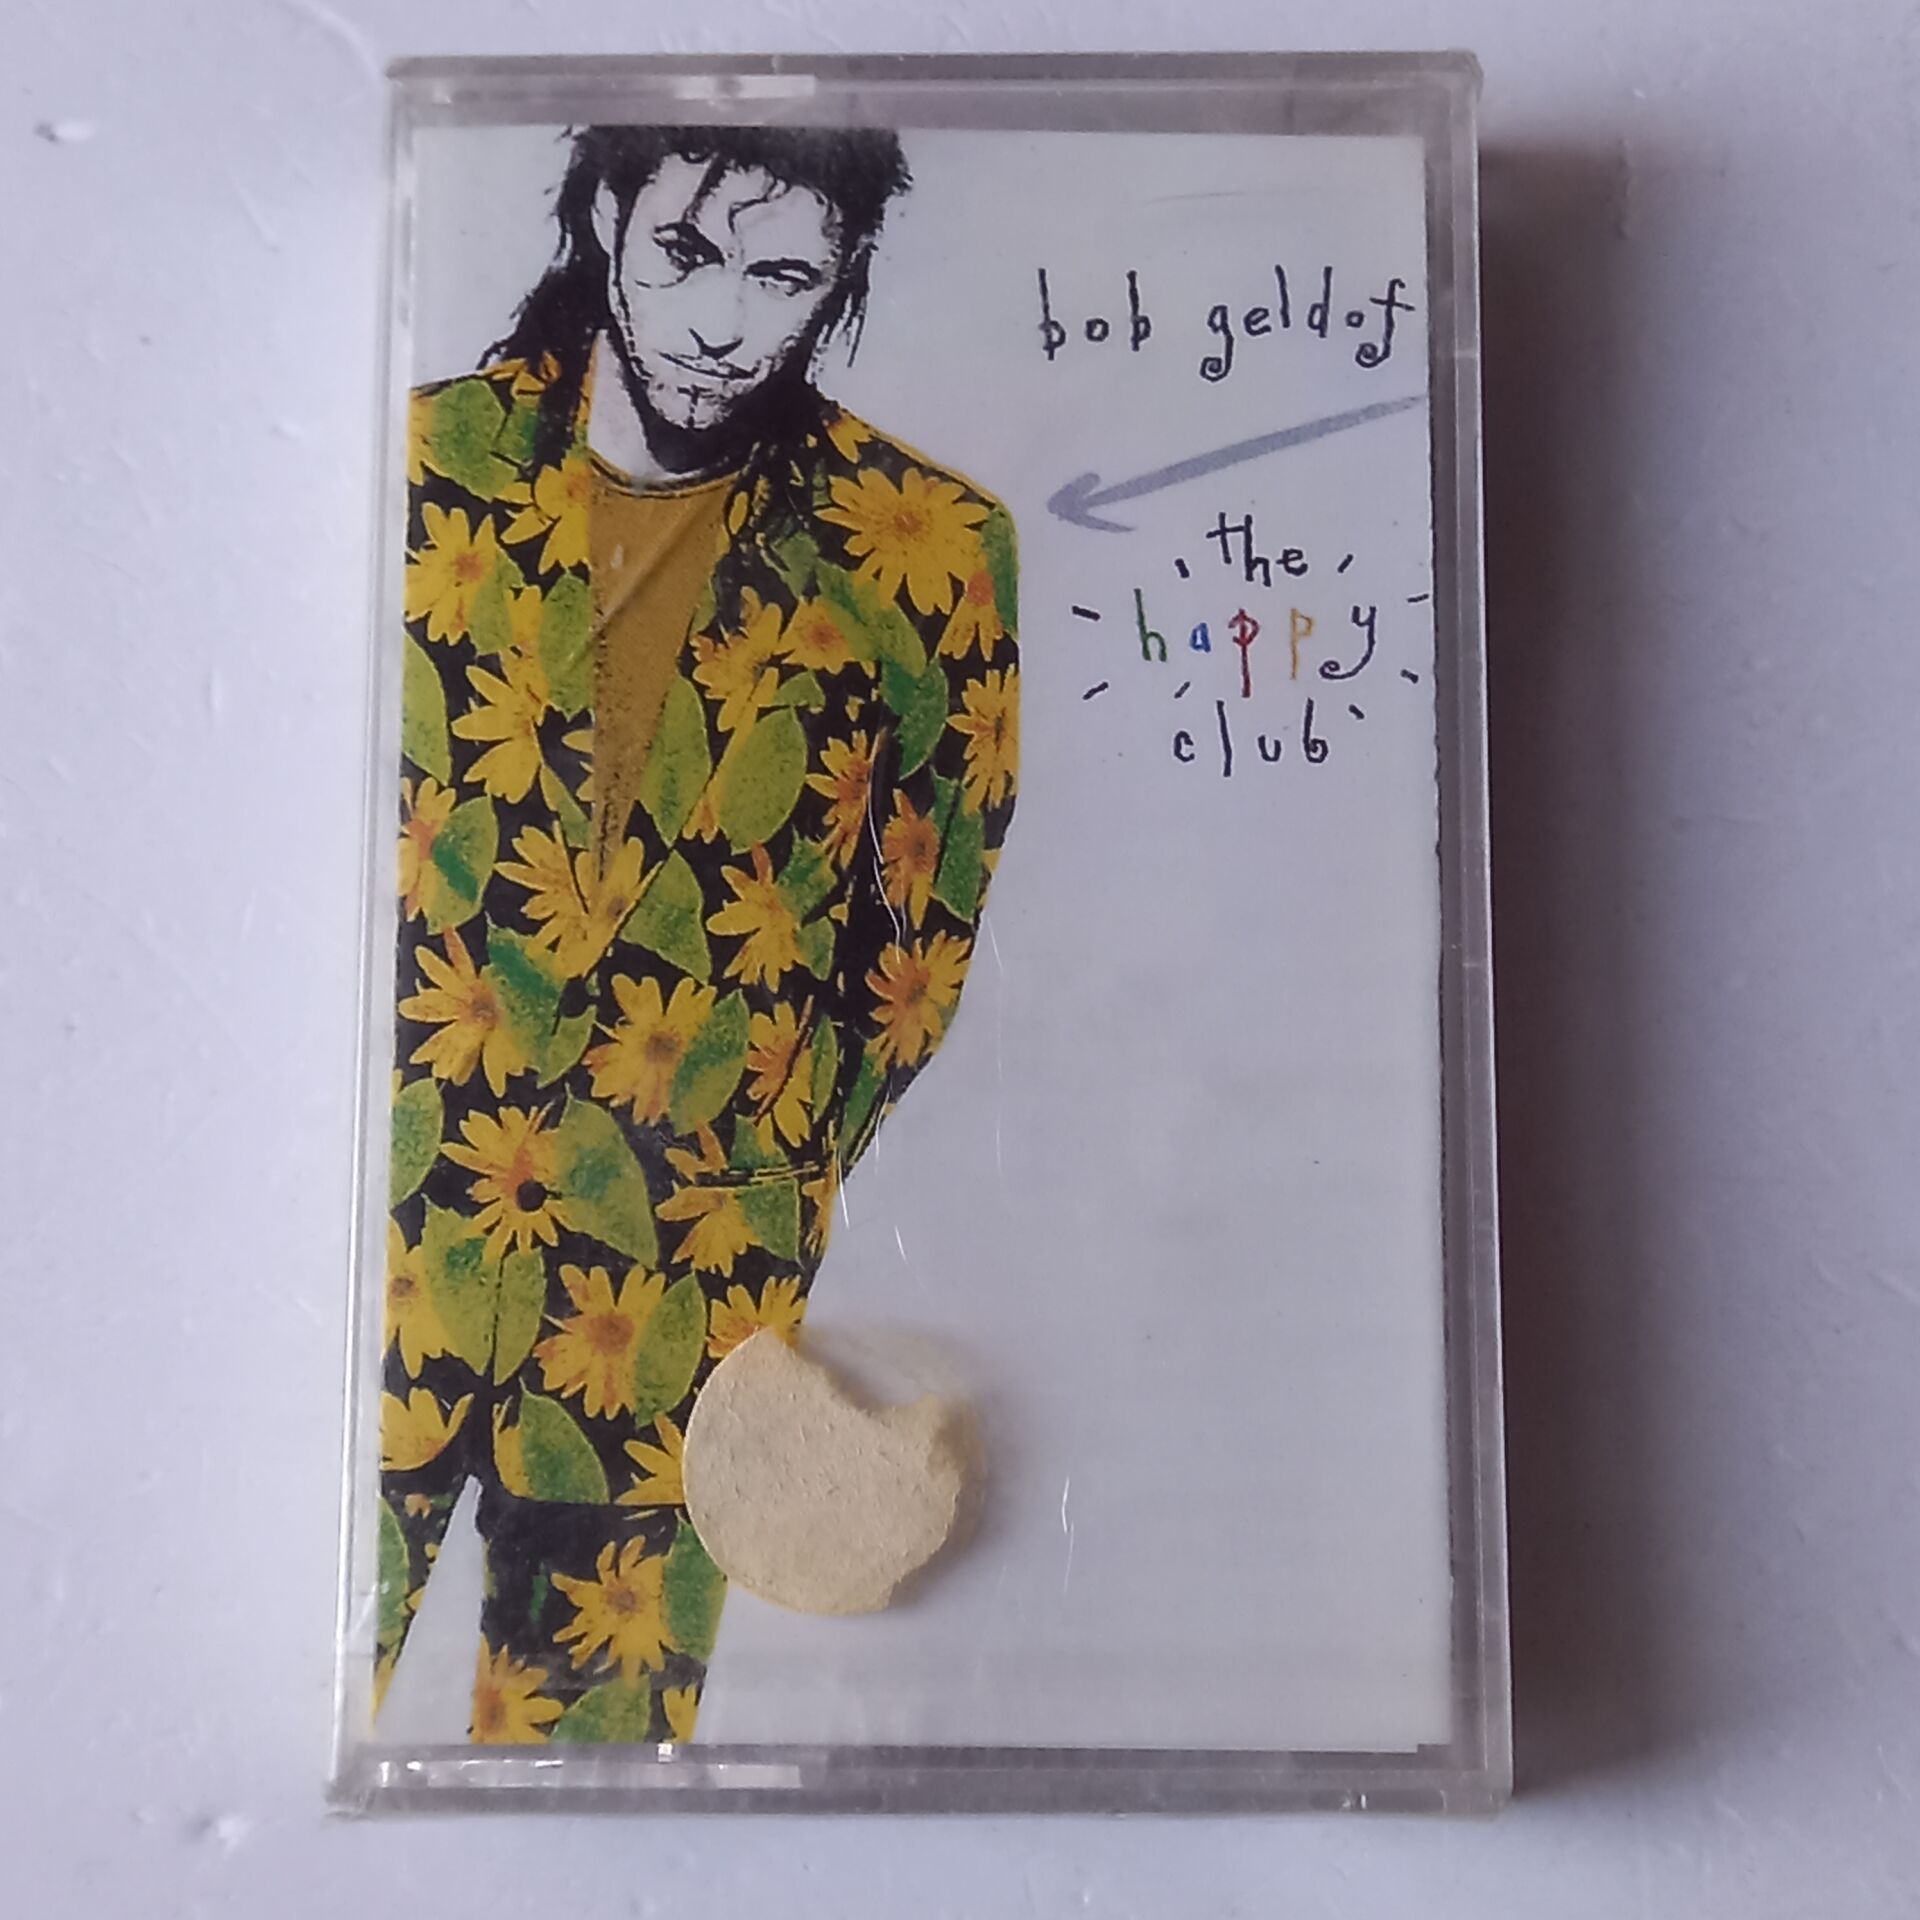 bob geldof
the
happy
club